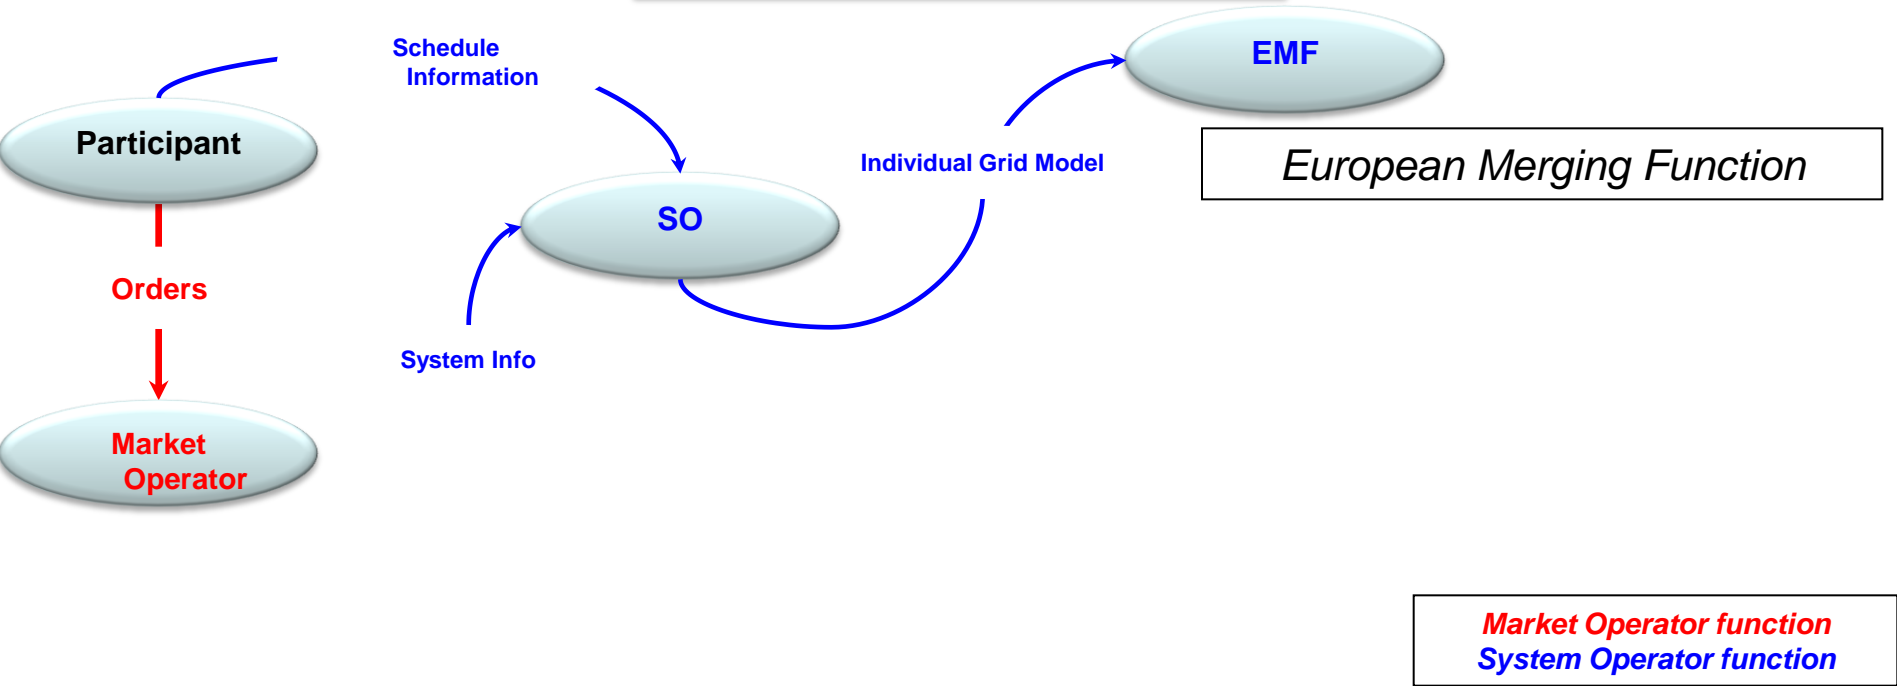 Schedule
Information
EMF
Participant
Individual Grid Model
European Merging Function
SO
Orders
System Info
Market
Operator
Market Operator function
System Operator function